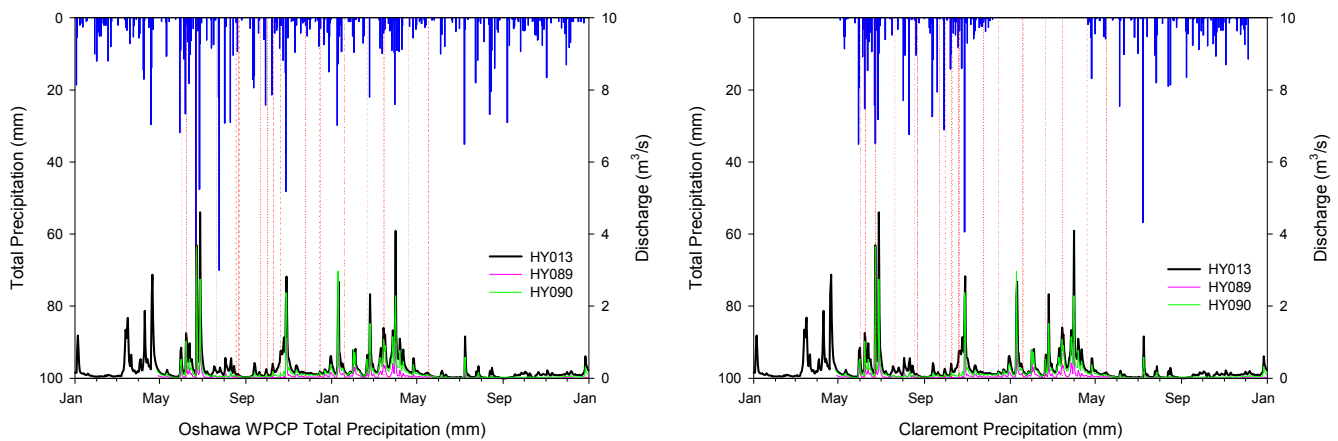 0
20
40
60
80
100
Total Precipitation (mm)
10
8
6
4
2
0
Discharge (m3/s)
HY013
HY089
HY090
Jan May Sep Jan May Sep Jan
Oshawa WPCP Total Precipitation (mm)
0
20
40
60
80
100
Total Precipitation (mm)
10
8
6
4
2
0
Discharge (m3/s)
HY013
HY089
HY090
Jan May Sep Jan May Sep Jan
Claremont Precipitation (mm)